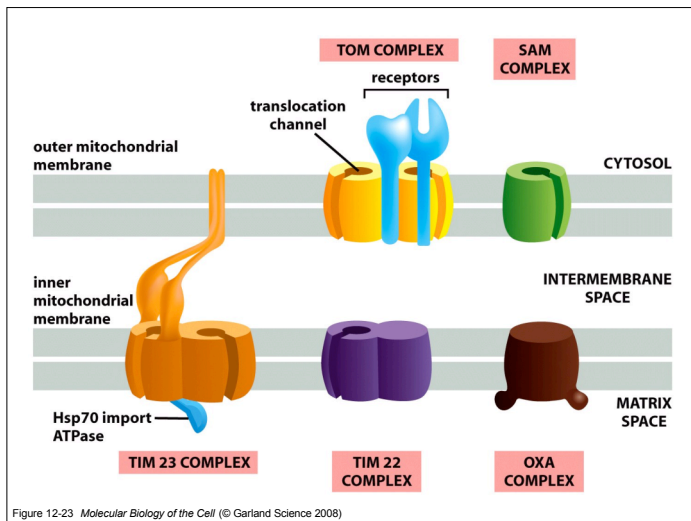 TOM COMPLEX
receptors
SAM
COMPLEX
translocation
channel
outer mitochondrial
membrane
CYTOSOL
inner
mitochondrial
membrane
INTERMEMBRANE
SPACE
Hsp70 import
ATPase
MATRIX
SPACE
TIM 23 COMPLEX
TIM 22
COMPLEX
OXA
COMPLEX
Figure 12-23 Molecular Biology of the Cell (© Garland Science 2008)